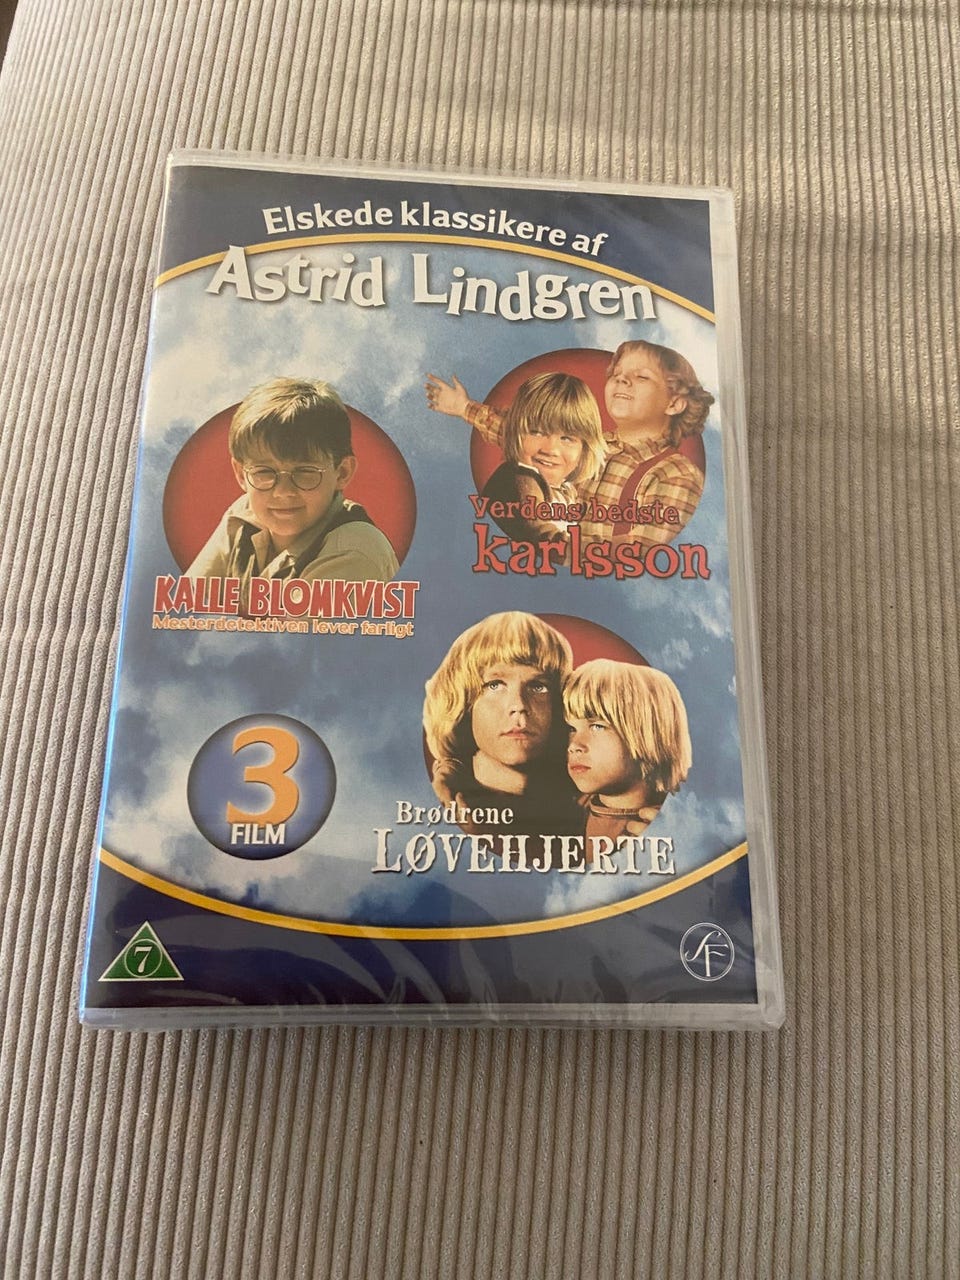 Elskede klassikere af
Astrid Lindgren
Verdens bedste
karlsson
KALLE BLOMKVIST
Mesterdetektiven lever farligt
3
FILM
Brødrene
LØVEHJERTE
7
SF